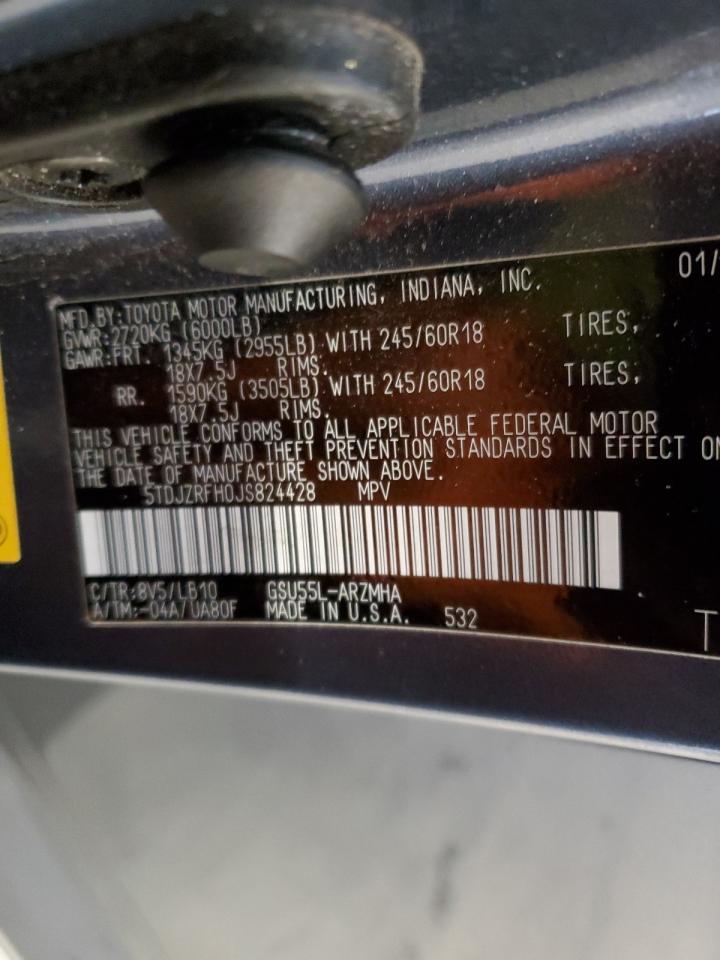 01/
MFD.BY:TOYOTA MOTOR MANUFACTURING, INDIANA, INC.
GVWR:2720KG (6000LB)
GAWR:FRT. 1345KG (2955LB) WITH 245/60R18 TIRES,
18X7.5J RIMS.
RR. 1590KG (3505LB) WITH 245/60R18 TIRES,
18X7.5J RIMS.
THIS VEHICLE CONFORMS TO ALL APPLICABLE FEDERAL MOTOR
VEHICLE SAFETY AND THEFT PREVENTION STANDARDS IN EFFECT ON
THE DATE OF MANUFACTURE SHOWN ABOVE.
5TDJZRFH0JS824428 MPV
C/TR:8V5/LB10 GSU55L-ARZMHA
A/TM:-04A/UA80F MADE IN U.S.A. 532
T